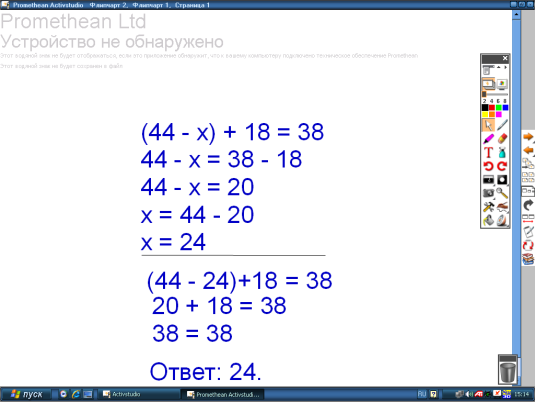 Promethean Activstudio - Флипчарт 2, Флипчарт 1, Страница 1
Promethean Ltd
Устройство не обнаружено
Этот водяной знак не будет отображаться, если это приложение обнаружит, что к вашему компьютеру подключено техническое обеспечение Promethean
Этот водяной знак не будет сохранен в файл
2 4 6 8
(44 - x) + 18 = 38
44 - x = 38 - 18
44 - x = 20
x = 44 - 20
x = 24
(44 - 24)+18 = 38
20 + 18 = 38
38 = 38
Ответ: 24.
пуск
Activstudio
Promethean Activstudi...
RU
15:14